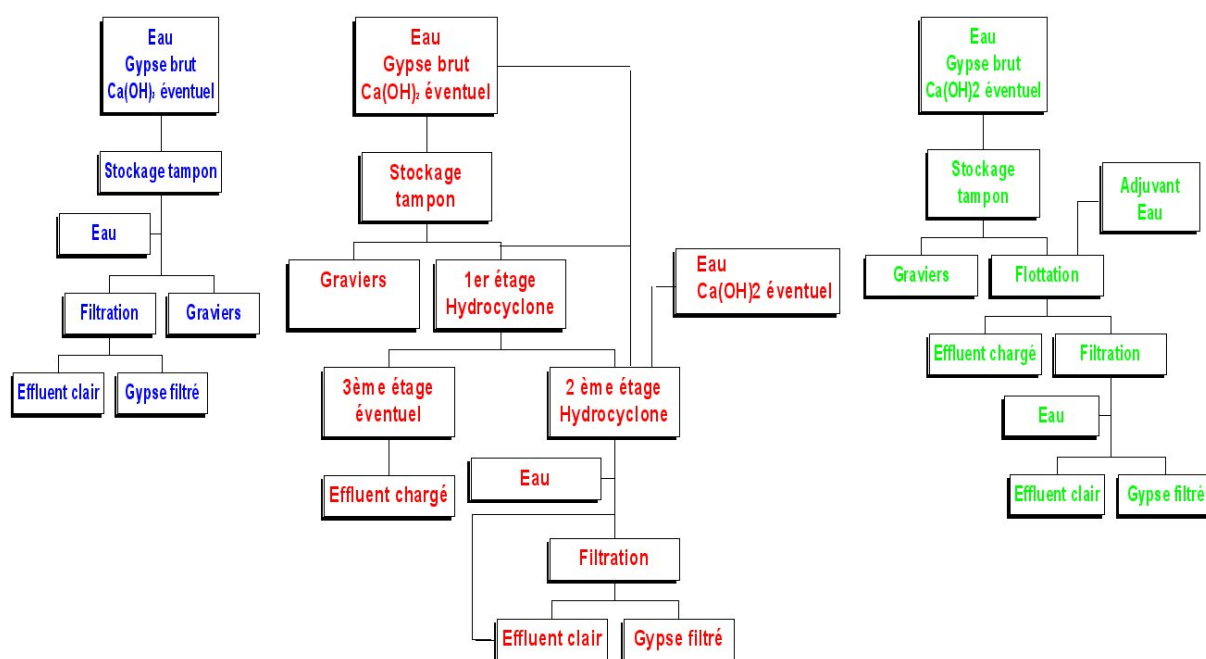 Eau
Gypse brut
Ca(OH)₂ éventuel
Stockage tampon
Eau
Filtration
Graviers
Effluent clair
Gypse filtré
Eau
Gypse brut
Ca(OH)₂ éventuel
Stockage
tampon
Graviers
1er étage
Hydrocyclone
Eau
Ca(OH)2 éventuel
3ème étage
éventuel
2 ème étage
Hydrocyclone
Effluent chargé
Eau
Filtration
Effluent clair
Gypse filtré
Eau
Gypse brut
Ca(OH)2 éventuel
Stockage
tampon
Adjuvant
Eau
Graviers
Flottation
Effluent chargé
Filtration
Eau
Effluent clair
Gypse filtré